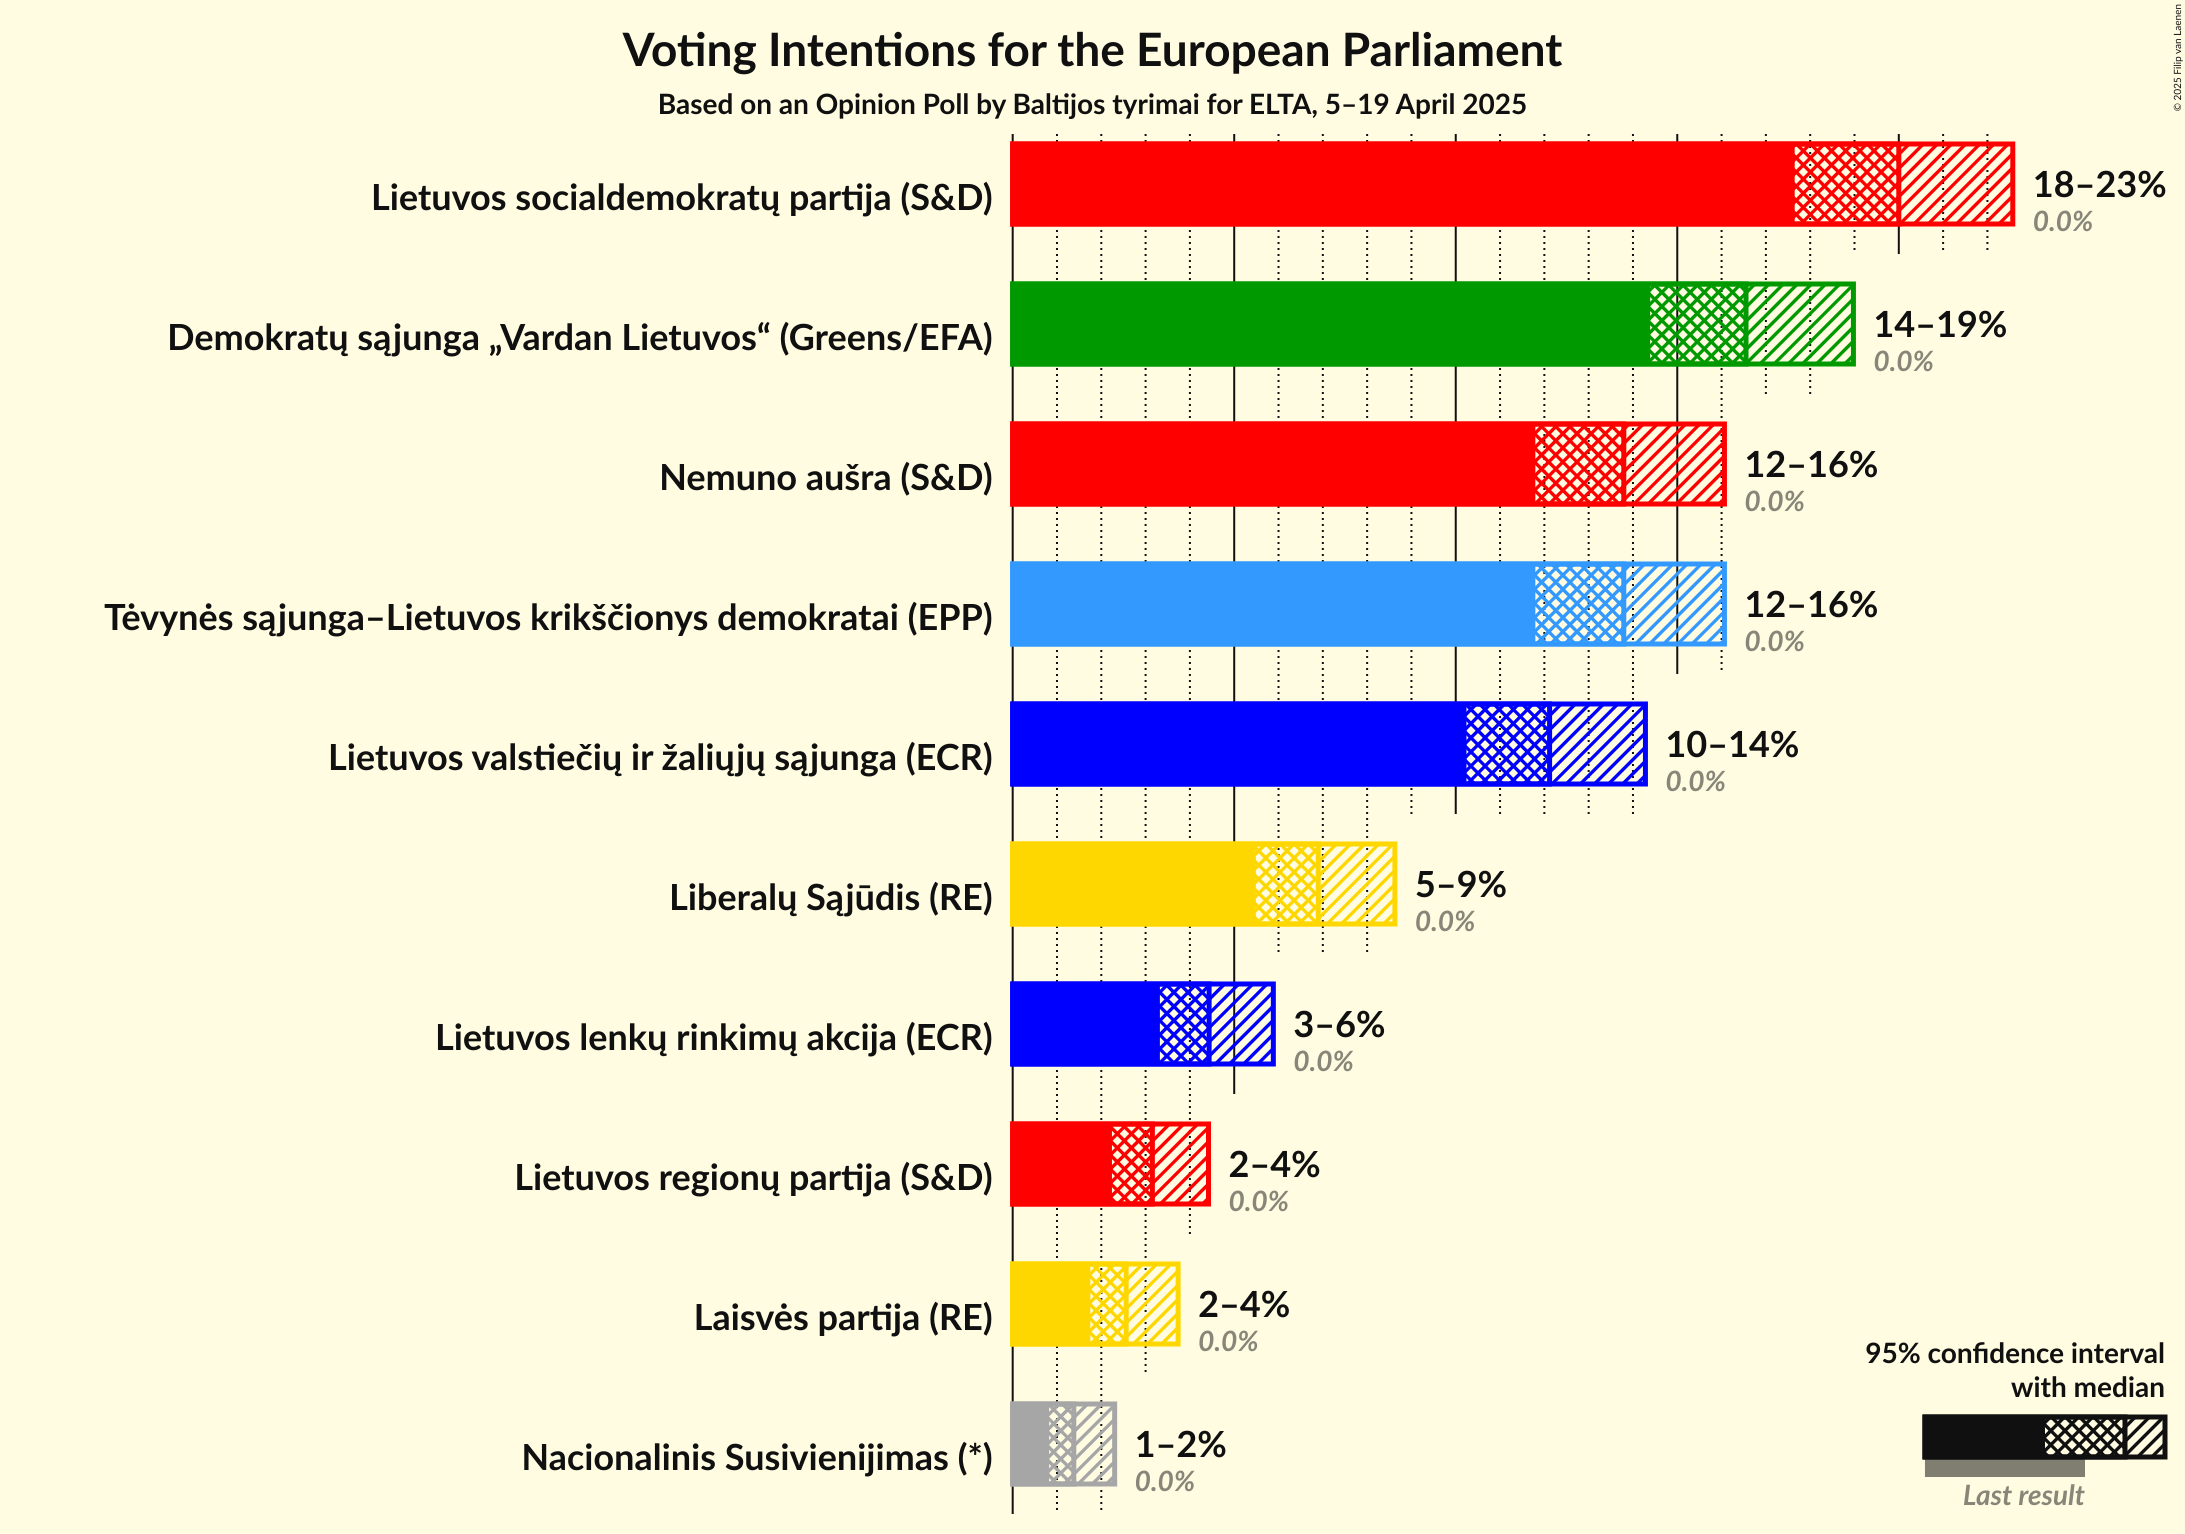 Voting Intentions for the European Parliament
Based on an Opinion Poll by Baltijos tyrimai for ELTA, 5–19 April 2025
© 2025 Filip van Laenen
Lietuvos socialdemokratų partija (S&D)
18–23%
0.0%
Demokratų sąjunga „Vardan Lietuvos“ (Greens/EFA)
14–19%
0.0%
Nemuno aušra (S&D)
12–16%
0.0%
Tėvynės sąjunga–Lietuvos krikščionys demokratai (EPP)
12–16%
0.0%
Lietuvos valstiečių ir žaliųjų sąjunga (ECR)
10–14%
0.0%
Liberalų Sąjūdis (RE)
5–9%
0.0%
Lietuvos lenkų rinkimų akcija (ECR)
3–6%
0.0%
Lietuvos regionų partija (S&D)
2–4%
0.0%
Laisvės partija (RE)
2–4%
0.0%
Nacionalinis Susivienijimas (*)
1–2%
0.0%
95% confidence interval
with median
Last result